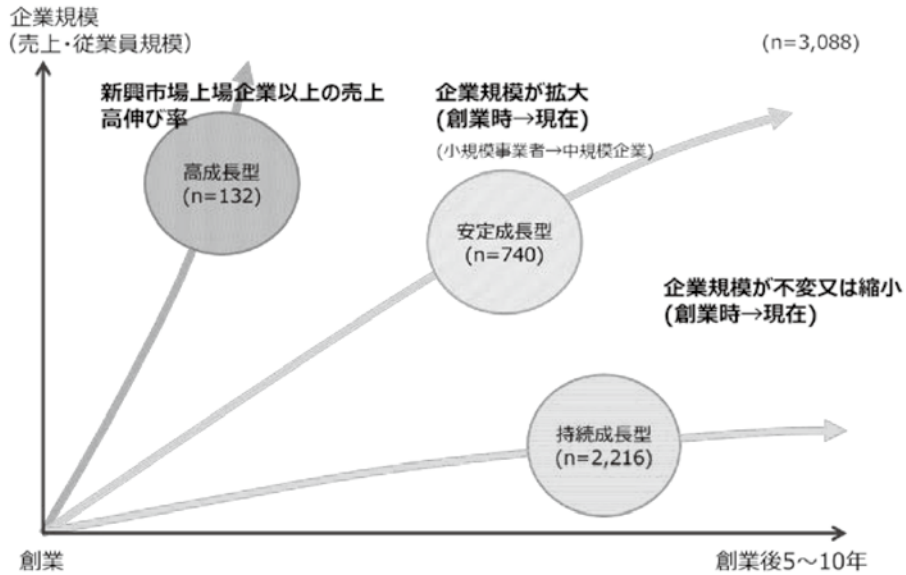 企業規模
(売上・従業員規模)
(n=3,088)
新興市場上場企業以上の売上
高伸び率
高成長型
(n=132)
企業規模が拡大
(創業時→現在)
(小規模事業者→中規模企業)
安定成長型
(n=740)
企業規模が不変又は縮小
(創業時→現在)
持続成長型
(n=2,216)
創業
創業後5～10年